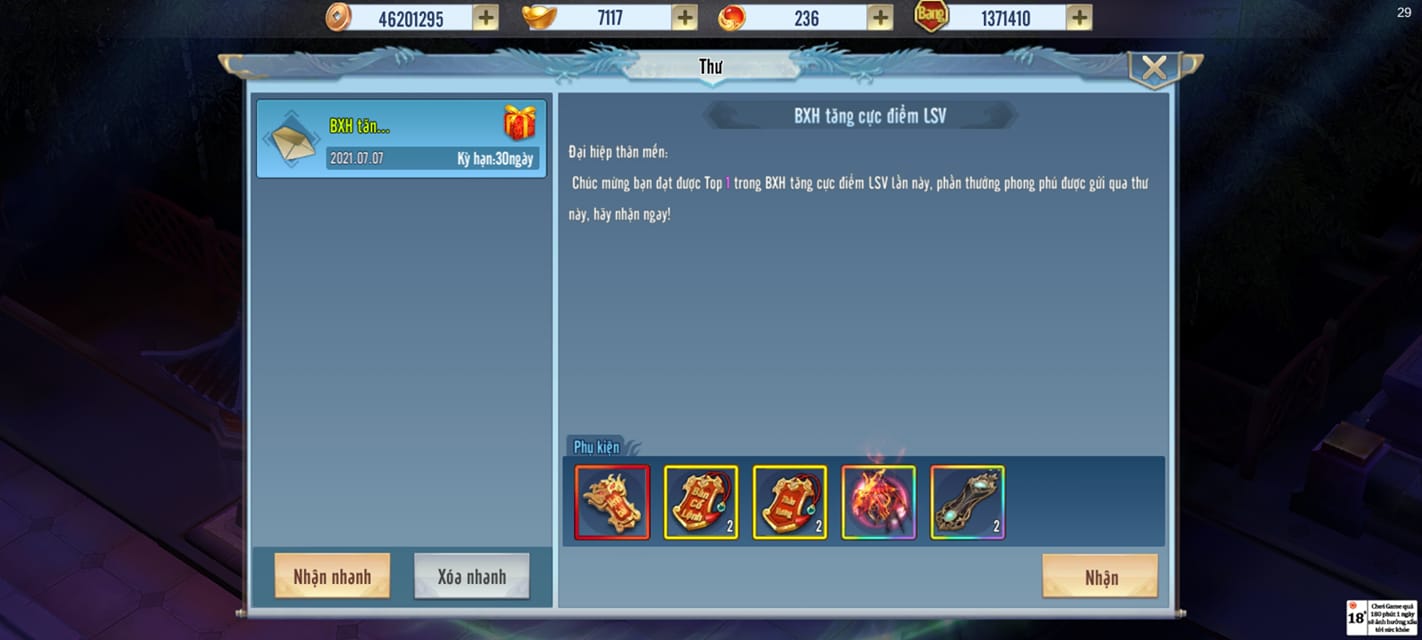 46201295
7117
236
Bang
1371410
29
Thư
BXH tăn...
2021.07.07
Kỳ hạn:30ngày
BXH tăng cực điểm LSV
Đại hiệp thân mến:
Chúc mừng bạn đạt được Top 1 trong BXH tăng cực điểm LSV lần này, phần thưởng phong phú được gửi qua thư
này, hãy nhận ngay!
Phụ kiện
Bàn
Cổ
Lệnh
2
2
2
Nhận nhanh
Xóa nhanh
Nhận
18+
Chơi Game quá
180 phút 1 ngày
sẽ ảnh hưởng xấu
tới sức khỏe